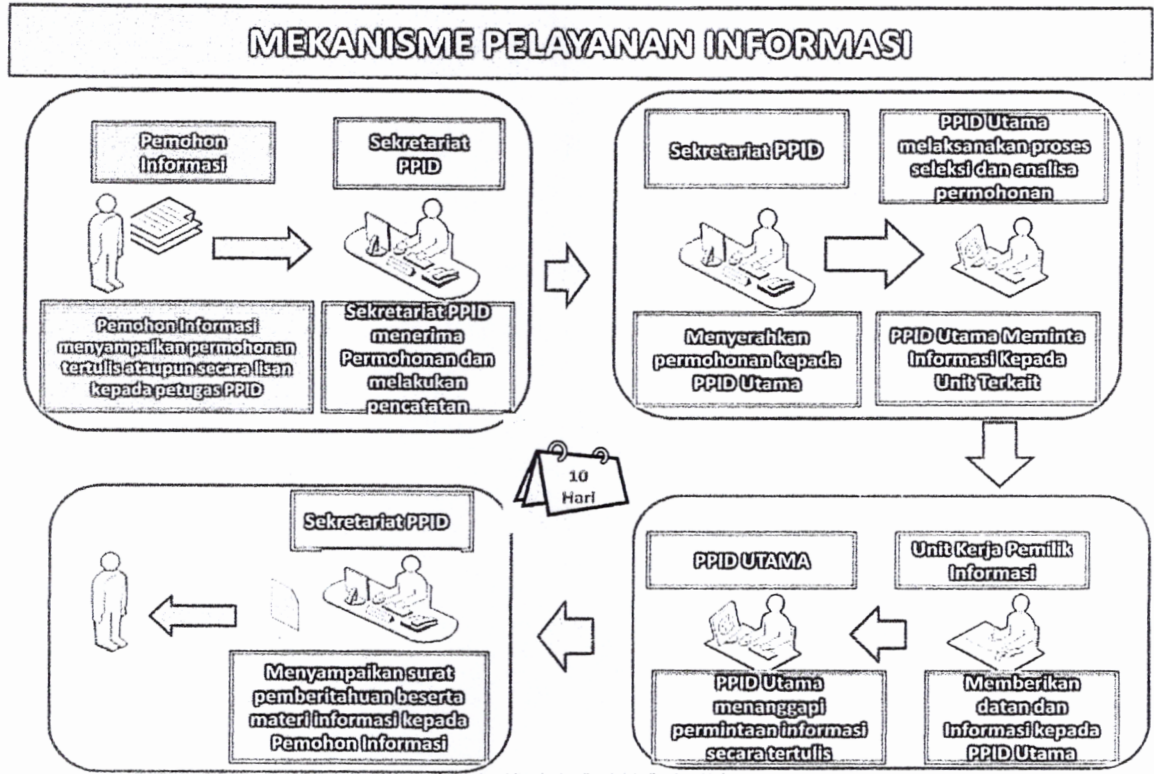 MEKANISME PELAYANAN INFORMASI
Pemohon
Informasi
Sekretariat
PPID
Pemohon Informasi
menyampaikan permohonan
tertulis ataupun secara lisan
kepada petugas PPID
Sekretariat PPID
menerima
Permohonan dan
melakukan
pencatatan
Sekretariat PPID
PPID Utama
melaksanakan proses
seleksi dan analisa
permohonan
Menyerahkan
permohonan kepada
PPID Utama
PPID Utama Meminta
Informasi Kepada
Unit Terkait
Unit Kerja Pemilik
Informasi
Memberikan
datan dan
Informasi kepada
PPID Utama
PPID UTAMA
PPID Utama
menanggapi
permintaan informasi
secara tertulis
10
Hari
Sekretariat PPID
Menyampaikan surat
pemberitahuan beserta
materi informasi kepada
Pemohon Informasi